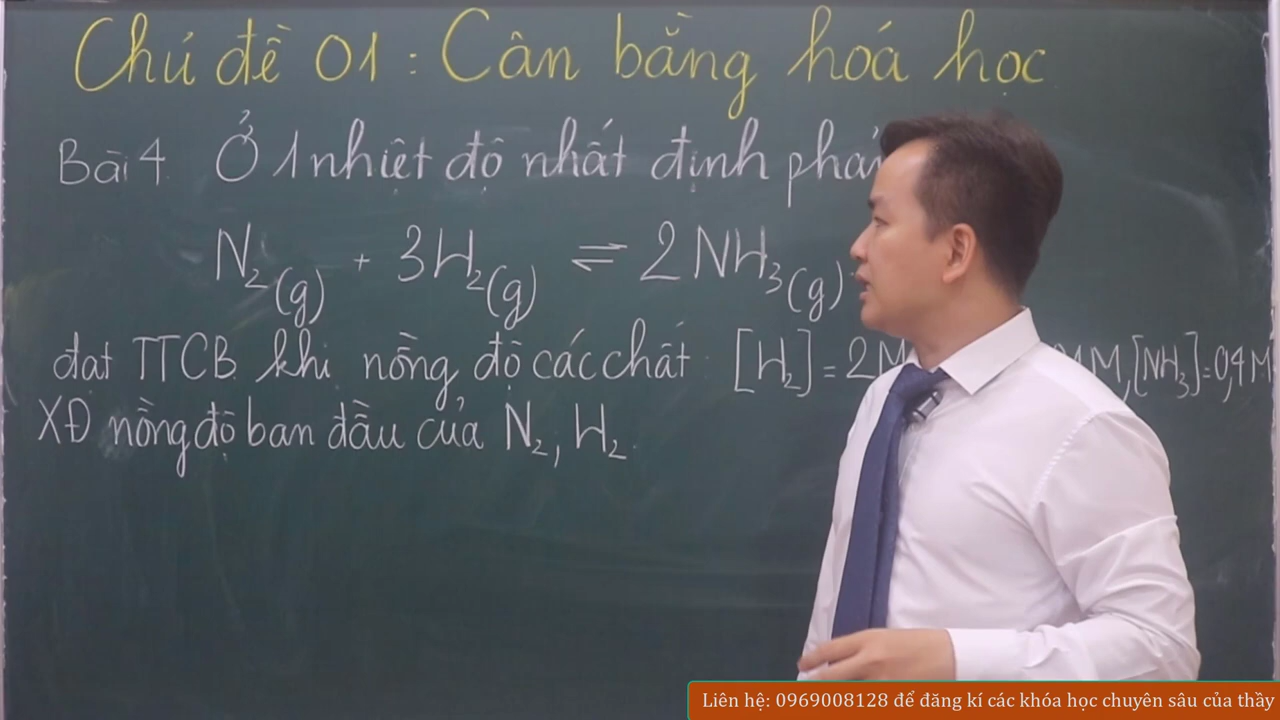 Chủ đề 01 : Cân bằng hoá học
Bài 4. Ở 1 nhiệt độ nhất định
N₂(g) + 3H₂(g) ⇌ 2NH₃(g)
đạt TTCB khi nồng độ các chất [H₂] = 2M M, [NH₃] = 0,4M
XĐ nồng độ ban đầu của N₂, H₂.
Liên hệ: 0969008128 để đăng kí các khóa học chuyên sâu của thầy